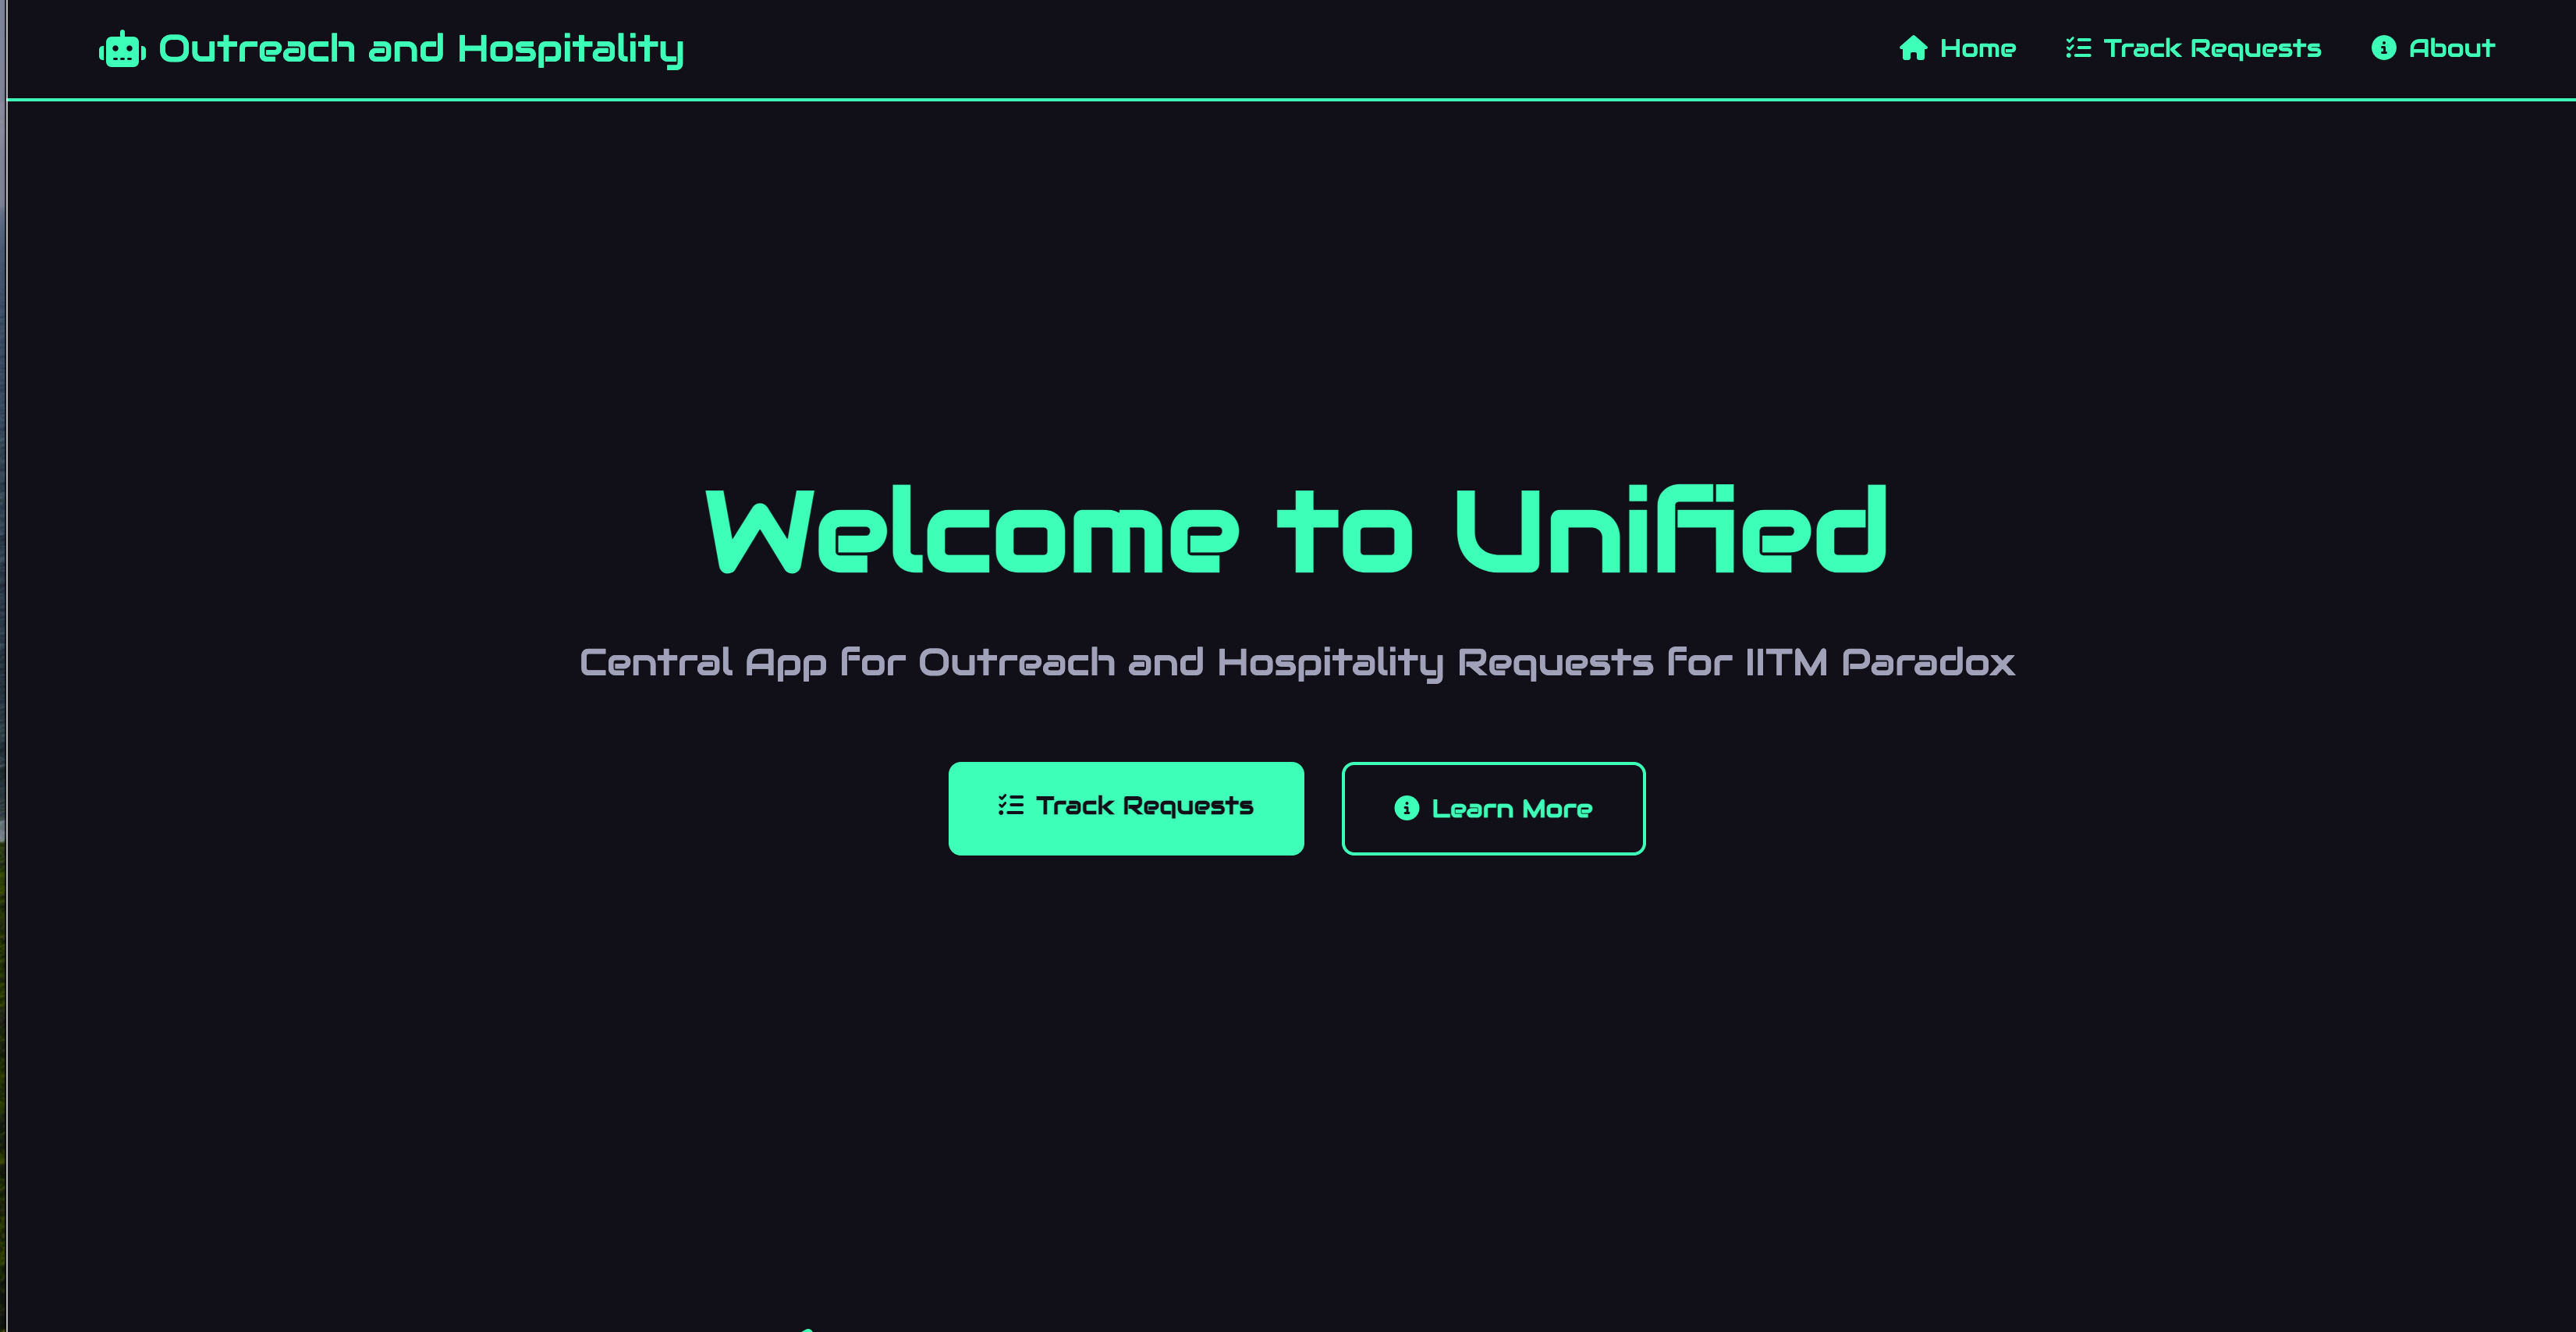 Outreach and Hospitality
Home
Track Requests
About
Welcome to Unified
Central App for Outreach and Hospitality Requests for IITM Paradox
Track Requests
Learn More